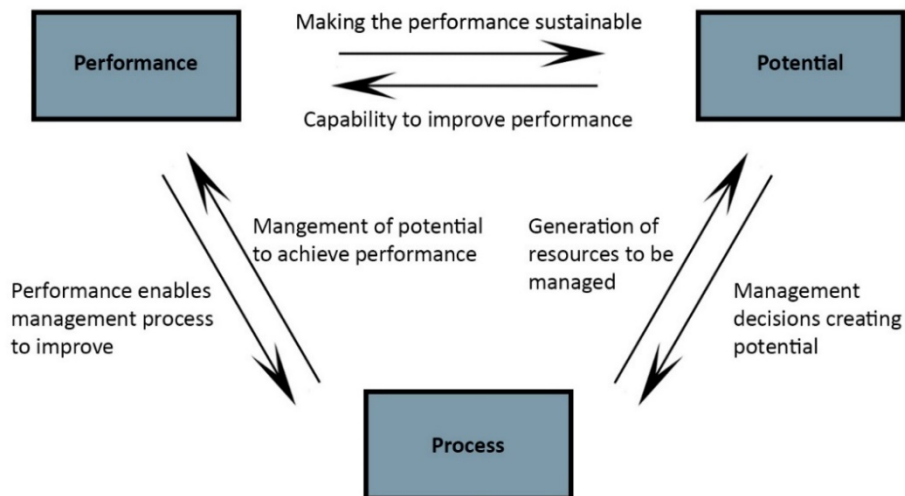 Making the performance sustainable
Performance
Potential
Capability to improve performance
Mangement of potential
to achieve performance
Generation of
resources to be
managed
Performance enables
management process
to improve
Management
decisions creating
potential
Process